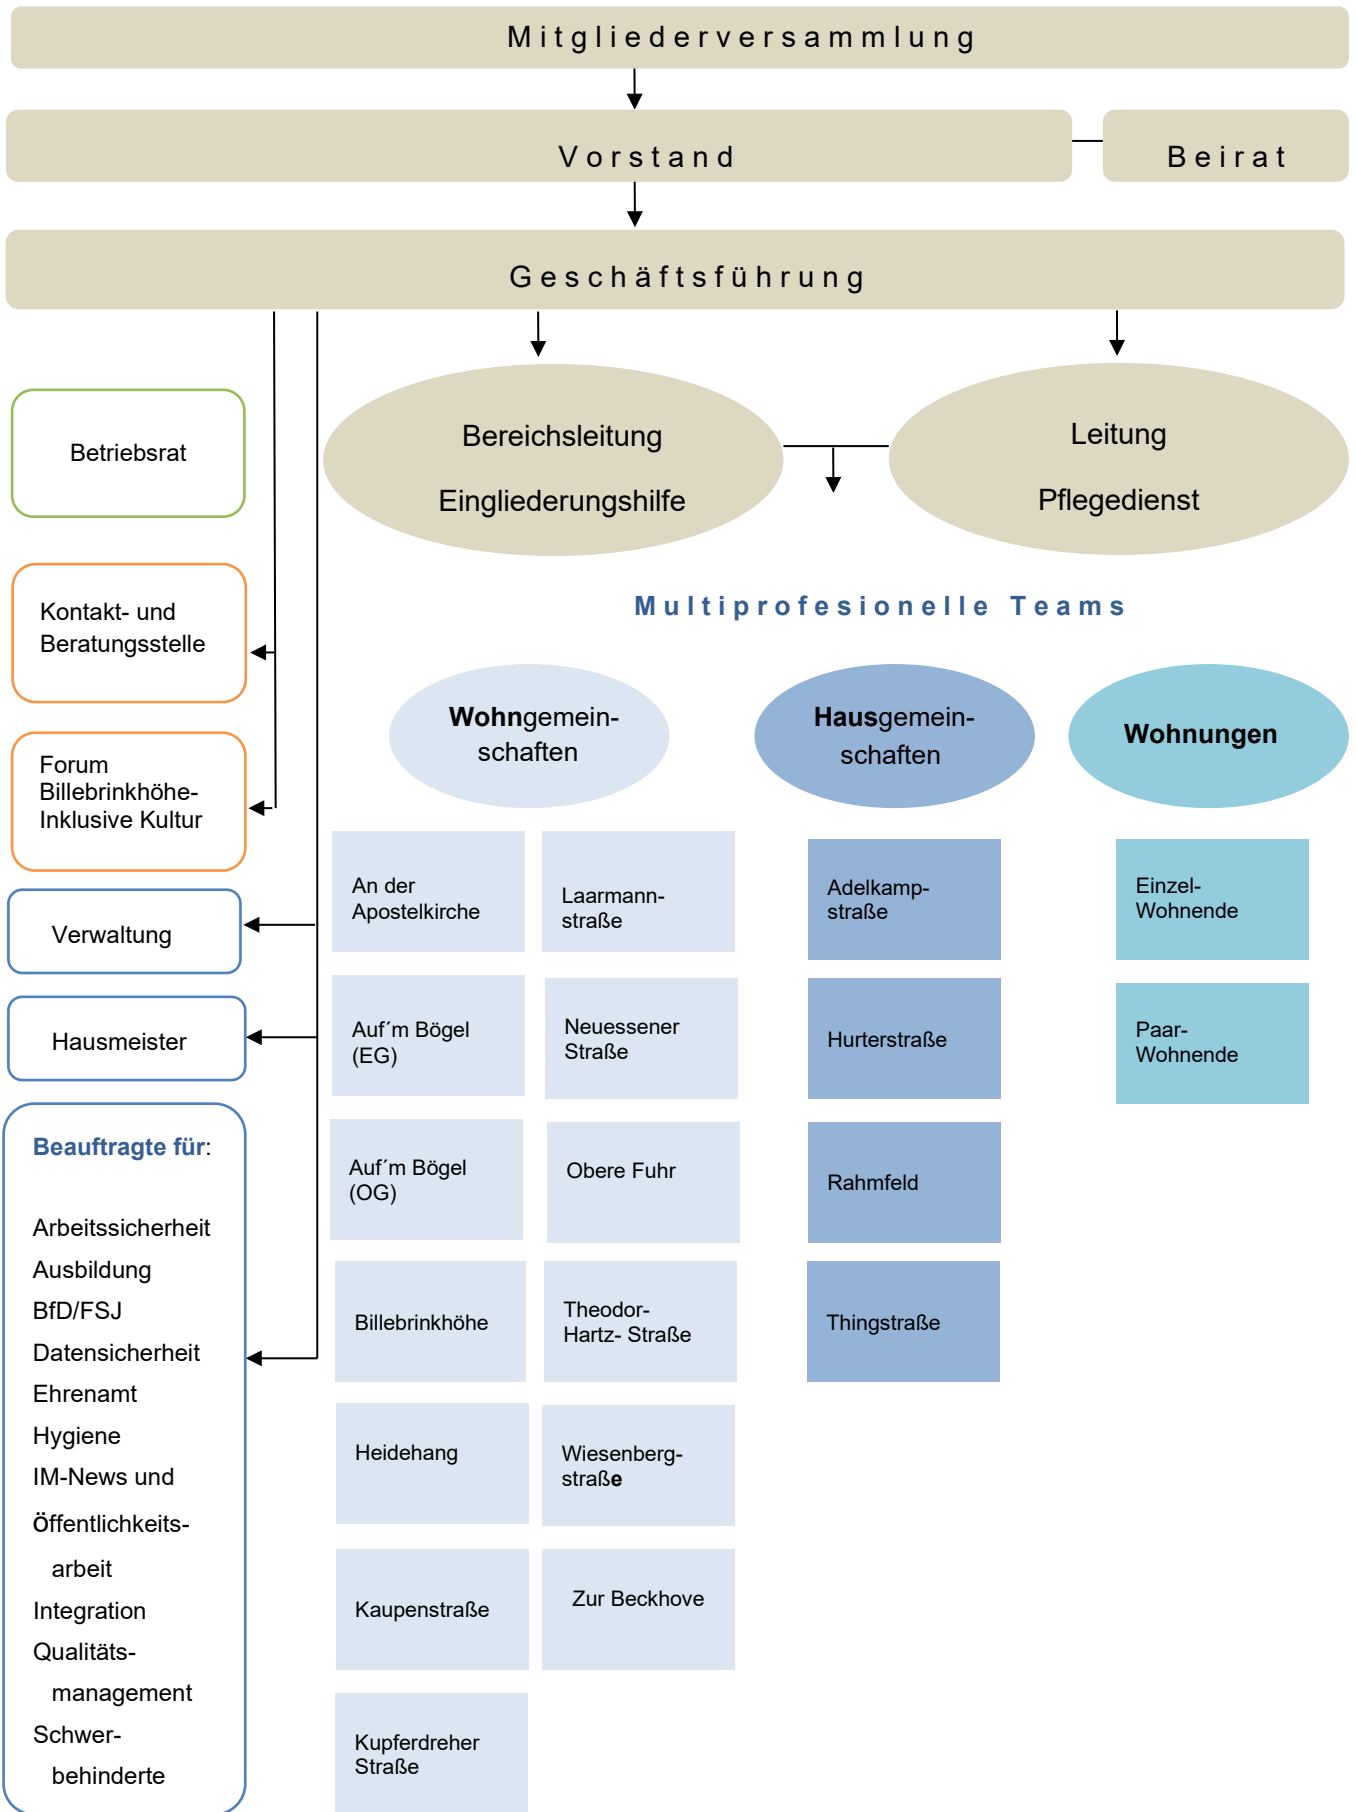 Mitgliederversammlung
Vorstand
Beirat
Geschäftsführung
Betriebsrat
Bereichsleitung
Eingliederungshilfe
Leitung
Pflegedienst
Kontakt- und
Beratungsstelle
Forum
Billebrinkhöhe-
Inklusive Kultur
Verwaltung
Hausmeister
Beauftragte für:
Arbeitssicherheit
Ausbildung
BfD/FSJ
Datensicherheit
Ehrenamt
Hygiene
IM-News und
Öffentlichkeits-
arbeit
Integration
Qualitäts-
management
Schwer-
behinderte
Multiprofesionelle Teams
Wohngemein-
schaften
An der
Apostelkirche
Auf´m Bögel
(EG)
Auf´m Bögel
(OG)
Billebrinkhöhe
Heidehang
Kaupenstraße
Kupferdreher
Straße
Laarmann-
straße
Neuessener
Straße
Obere Fuhr
Theodor-
Hartz- Straße
Wiesenberg-
straße
Zur Beckhove
Hausgemein-
schaften
Adelkamp-
straße
Hurterstraße
Rahmfeld
Thingstraße
Wohnungen
Einzel-
Wohnende
Paar-
Wohnende